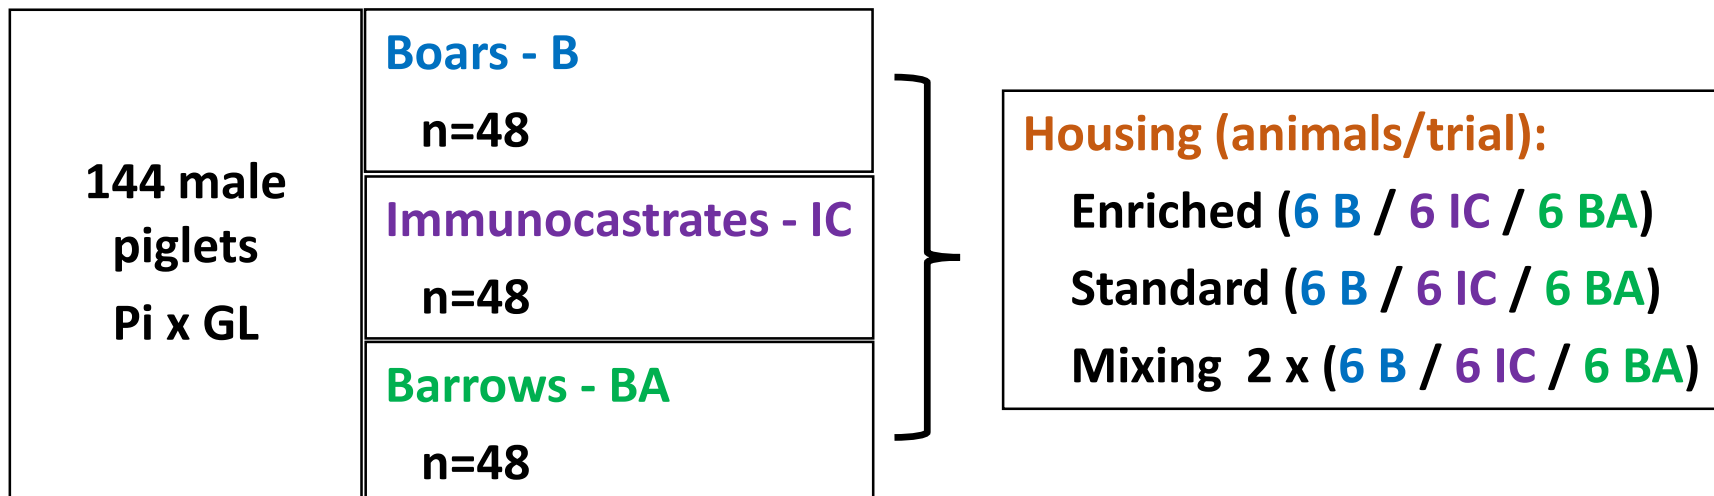 144 male
piglets
Pi x GL
Boars - B
n=48
Immunocastrates - IC
n=48
Barrows - BA
n=48
Housing (animals/trial):
Enriched (6 B / 6 IC / 6 BA)
Standard (6 B / 6 IC / 6 BA)
Mixing 2 x (6 B / 6 IC / 6 BA)